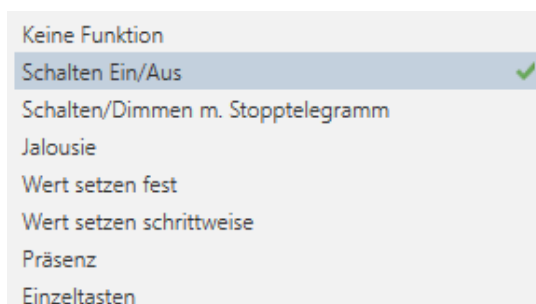 Keine Funktion
Schalten Ein/Aus
Schalten/Dimmen m. Stopptelegramm
Jalousie
Wert setzen fest
Wert setzen schrittweise
Präsenz
Einzeltasten